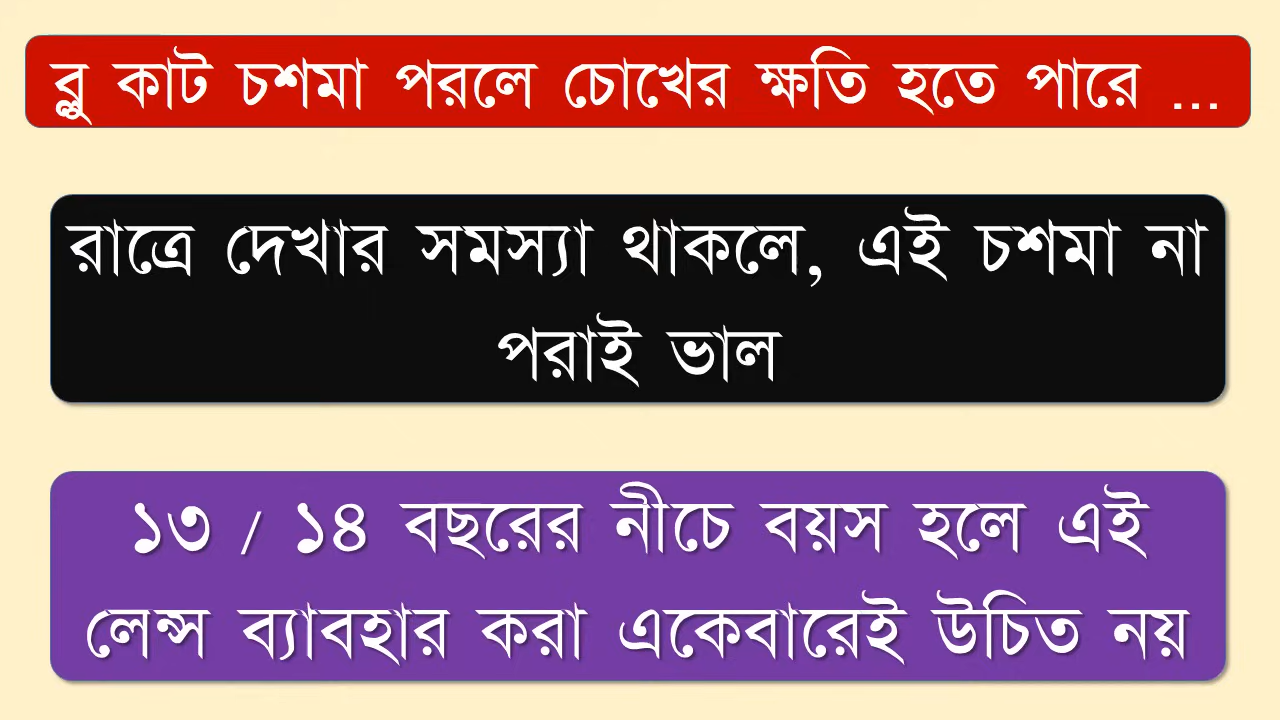 ব্লু কাট চশমা পরলে চোখের ক্ষতি হতে পারে ...
রাত্রে দেখার সমস্যা থাকলে, এই চশমা না
পরাই ভাল
১৩ / ১৪ বছরের নীচে বয়স হলে এই
লেন্স ব্যাবহার করা একেবারেই উচিত নয়